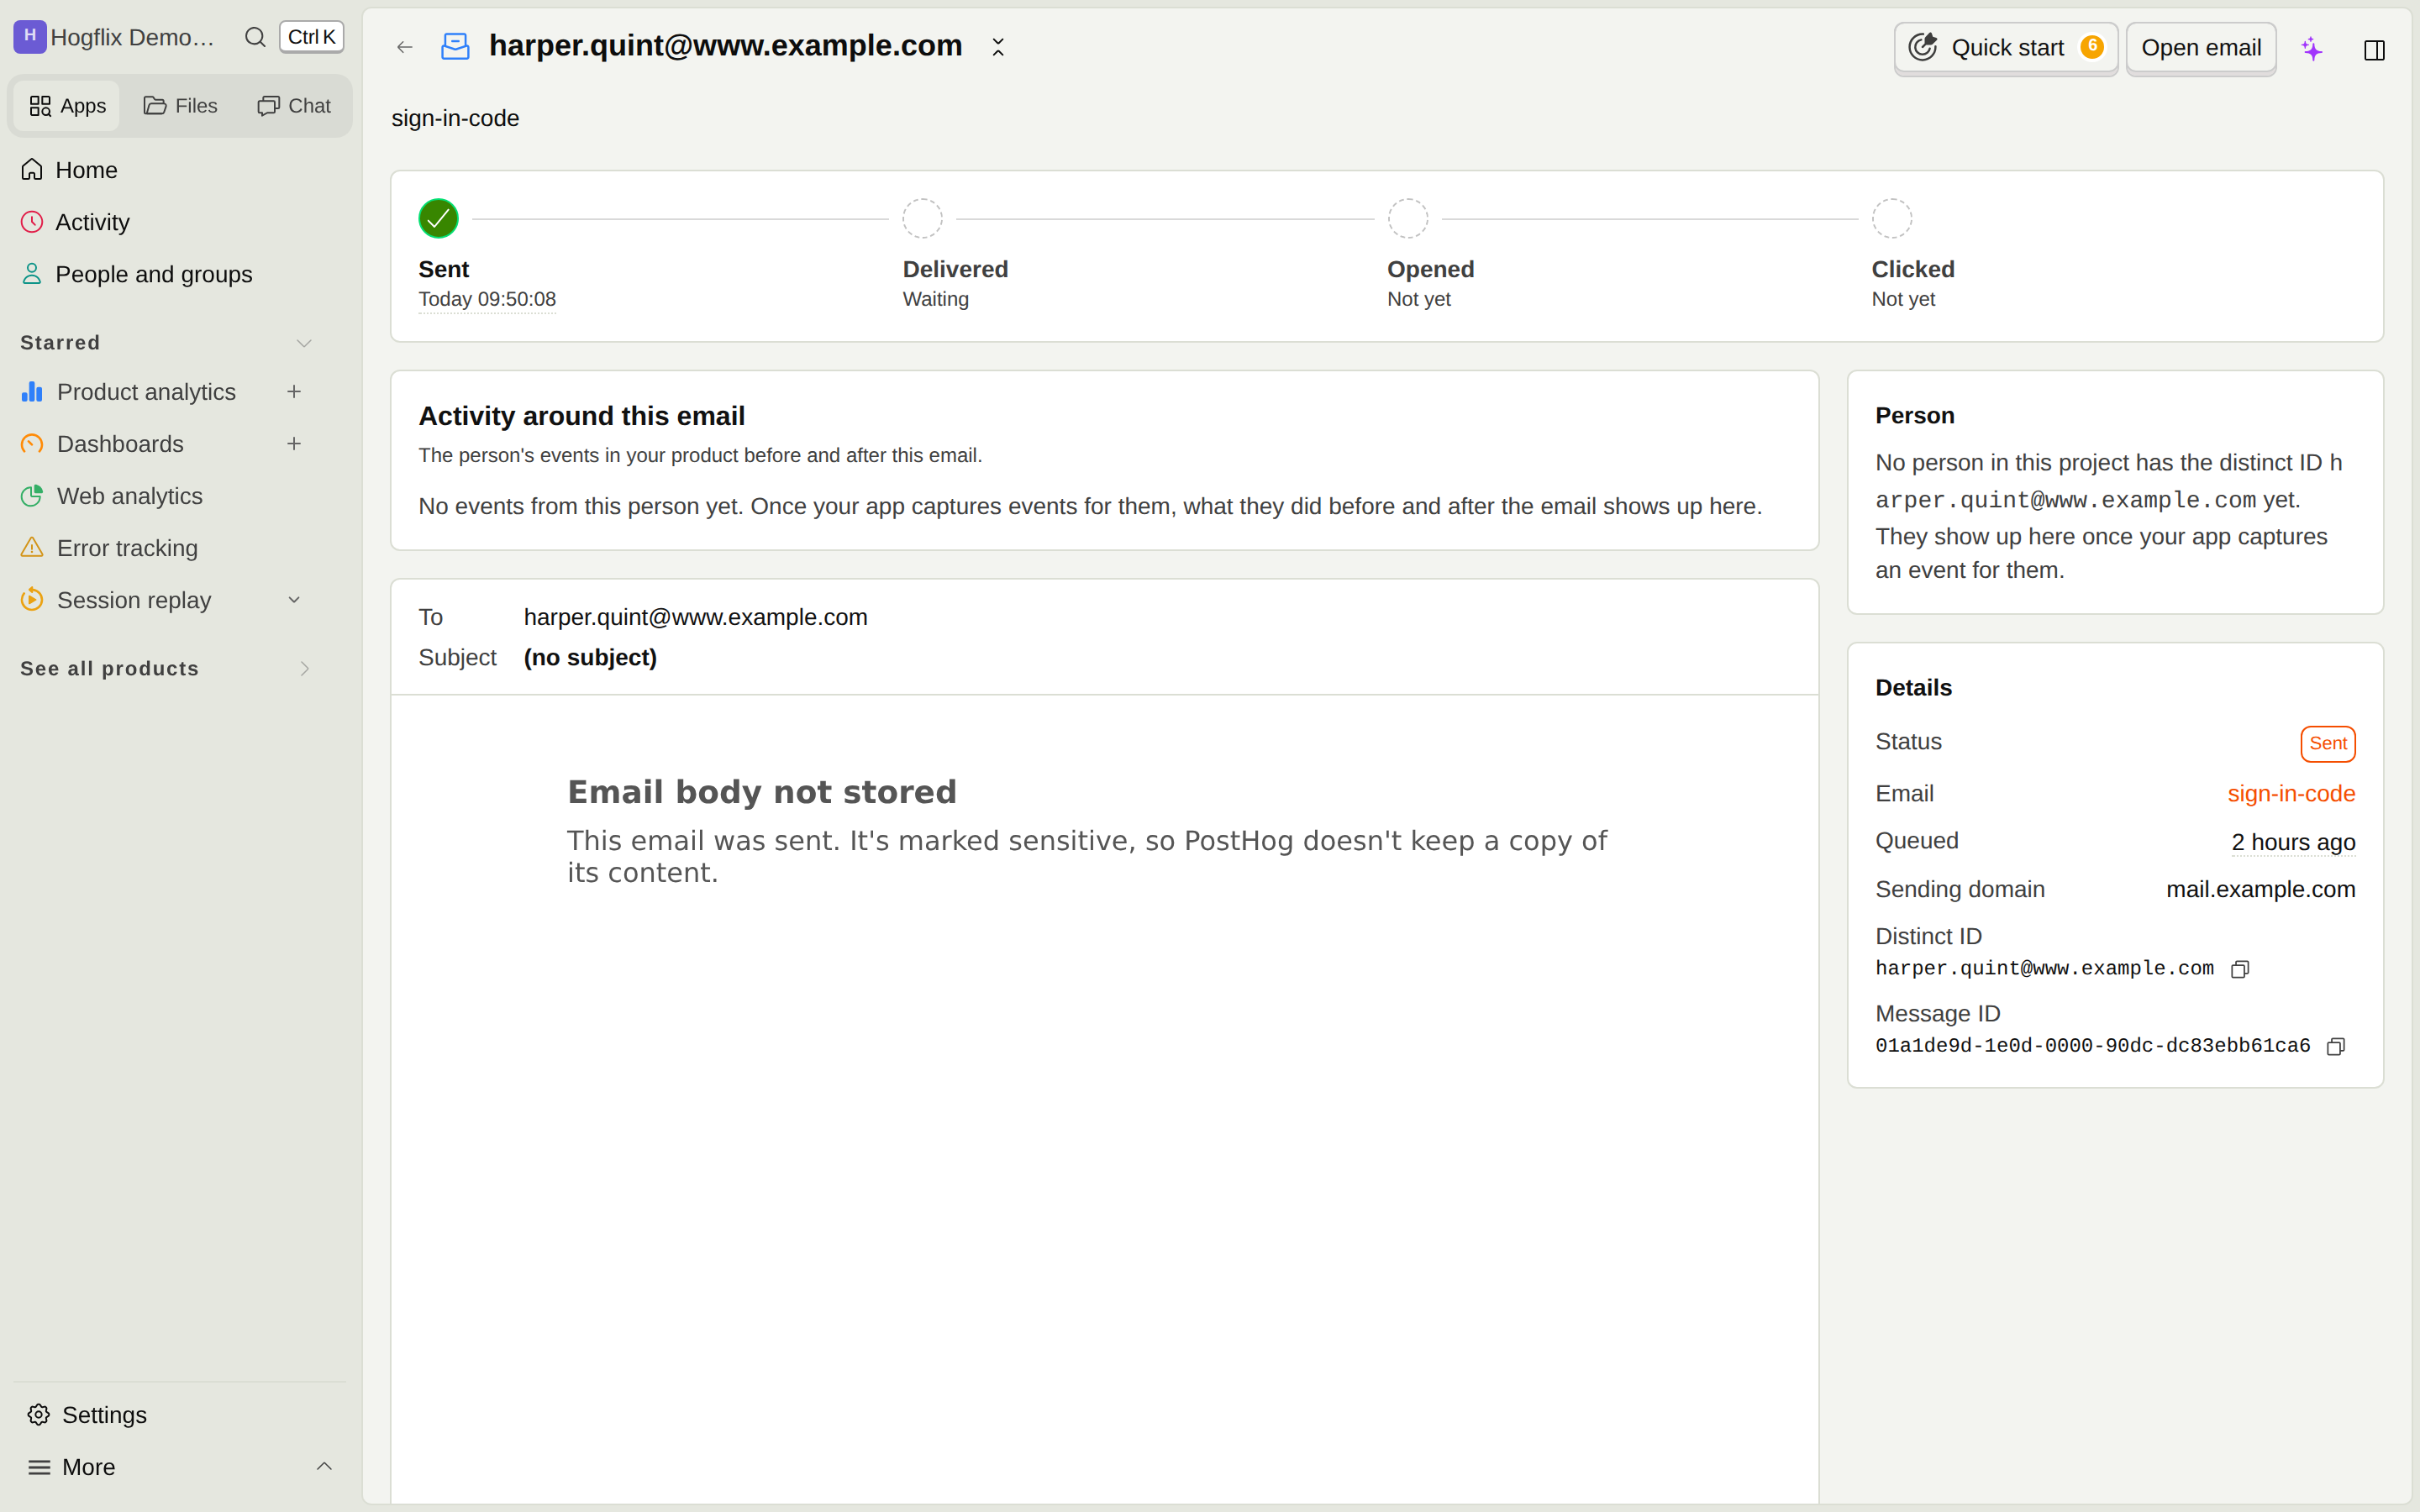 H Hogflix Demo... Ctrl K
Apps Files Chat
Home
Activity
People and groups
Starred
Product analytics
Dashboards
Web analytics
Error tracking
Session replay
See all products
Settings
More
harper.quint@www.example.com
Quick start 6 Open email
sign-in-code
Sent Delivered Opened Clicked
Today 09:50:08 Waiting Not yet Not yet
Activity around this email
The person's events in your product before and after this email.
No events from this person yet. Once your app captures events for them, what they did before and after the email shows up here.
To harper.quint@www.example.com
Subject (no subject)
Email body not stored
This email was sent. It's marked sensitive, so PostHog doesn't keep a copy of
its content.
Person
No person in this project has the distinct ID h
arper.quint@www.example.com yet.
They show up here once your app captures
an event for them.
Details
Status Sent
Email sign-in-code
Queued 2 hours ago
Sending domain mail.example.com
Distinct ID
harper.quint@www.example.com
Message ID
01a1de9d-1e0d-0000-90dc-dc83ebb61ca6